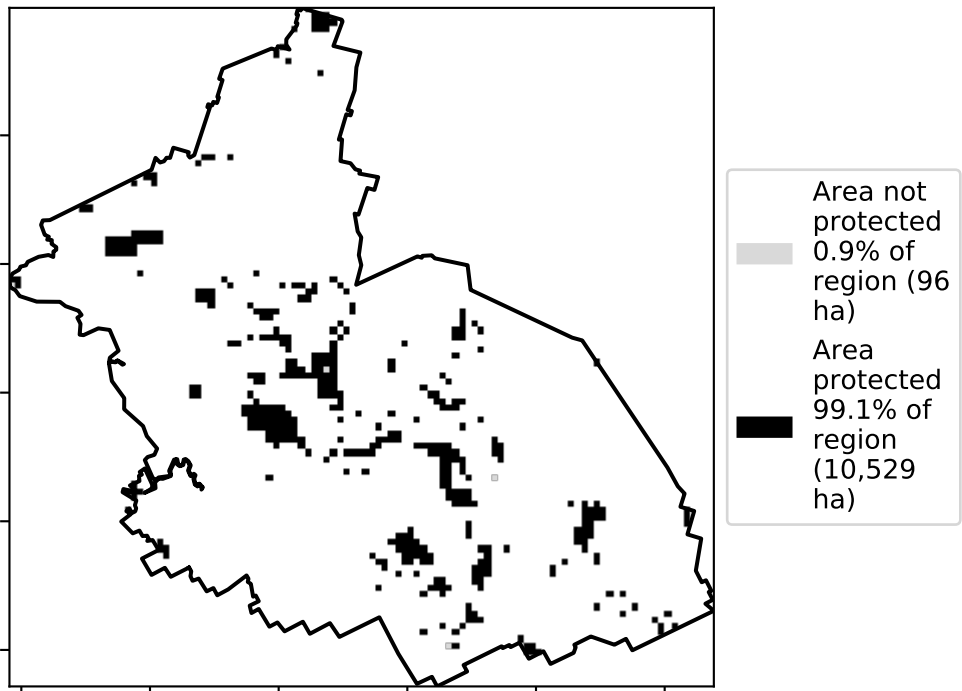 Area not
protected
0.9% of
region (96
ha)
Area
protected
99.1% of
region
(10,529
ha)